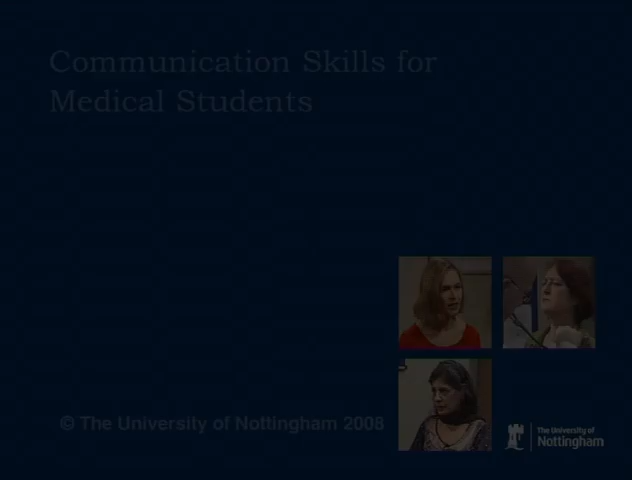 Communication Skills for
Medical Students
© The University of Nottingham 2008
The University of
Nottingham